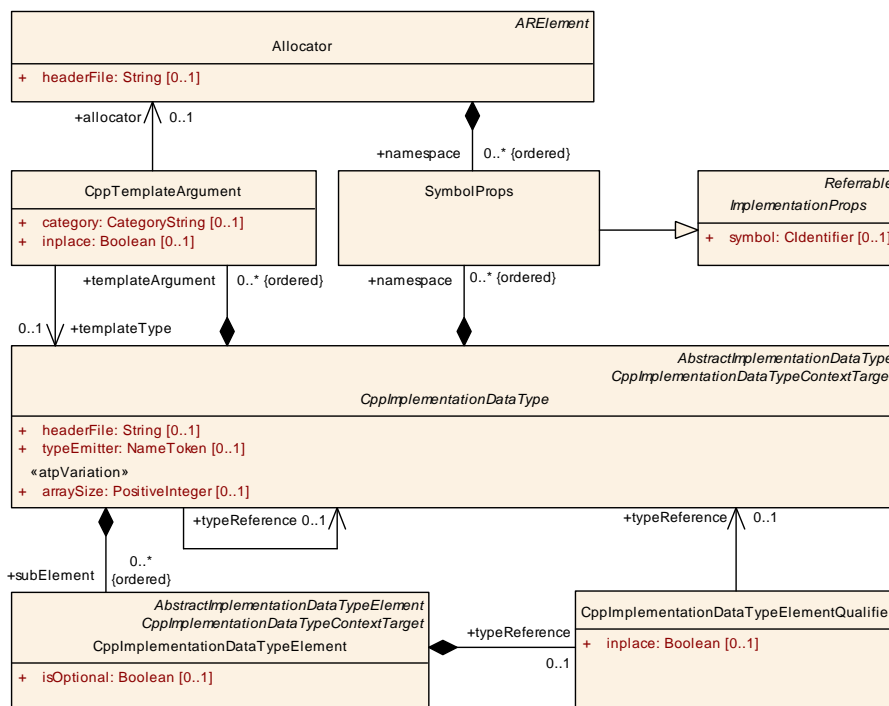 ARElement
Allocator
+ headerFile: String [0..1]
+allocator 0..1
+namespace 0..* {ordered}
CppTemplateArgument
+ category: CategoryString [0..1]
+ inplace: Boolean [0..1]
SymbolProps
Referrable
ImplementationProps
+ symbol: CIdentifier [0..1]
+templateArgument 0..* {ordered}
+namespace 0..* {ordered}
0..1 +templateType
AbstractImplementationDataType
CppImplementationDataTypeContextTarget
CppImplementationDataType
+ headerFile: String [0..1]
+ typeEmitter: NameToken [0..1]
«atpVariation»
+ arraySize: PositiveInteger [0..1]
+typeReference 0..1
+typeReference 0..1
+subElement 0..*
{ordered}
AbstractImplementationDataTypeElement
CppImplementationDataTypeContextTarget
CppImplementationDataTypeElement
+ isOptional: Boolean [0..1]
+typeReference
0..1
CppImplementationDataTypeElementQualifier
+ inplace: Boolean [0..1]